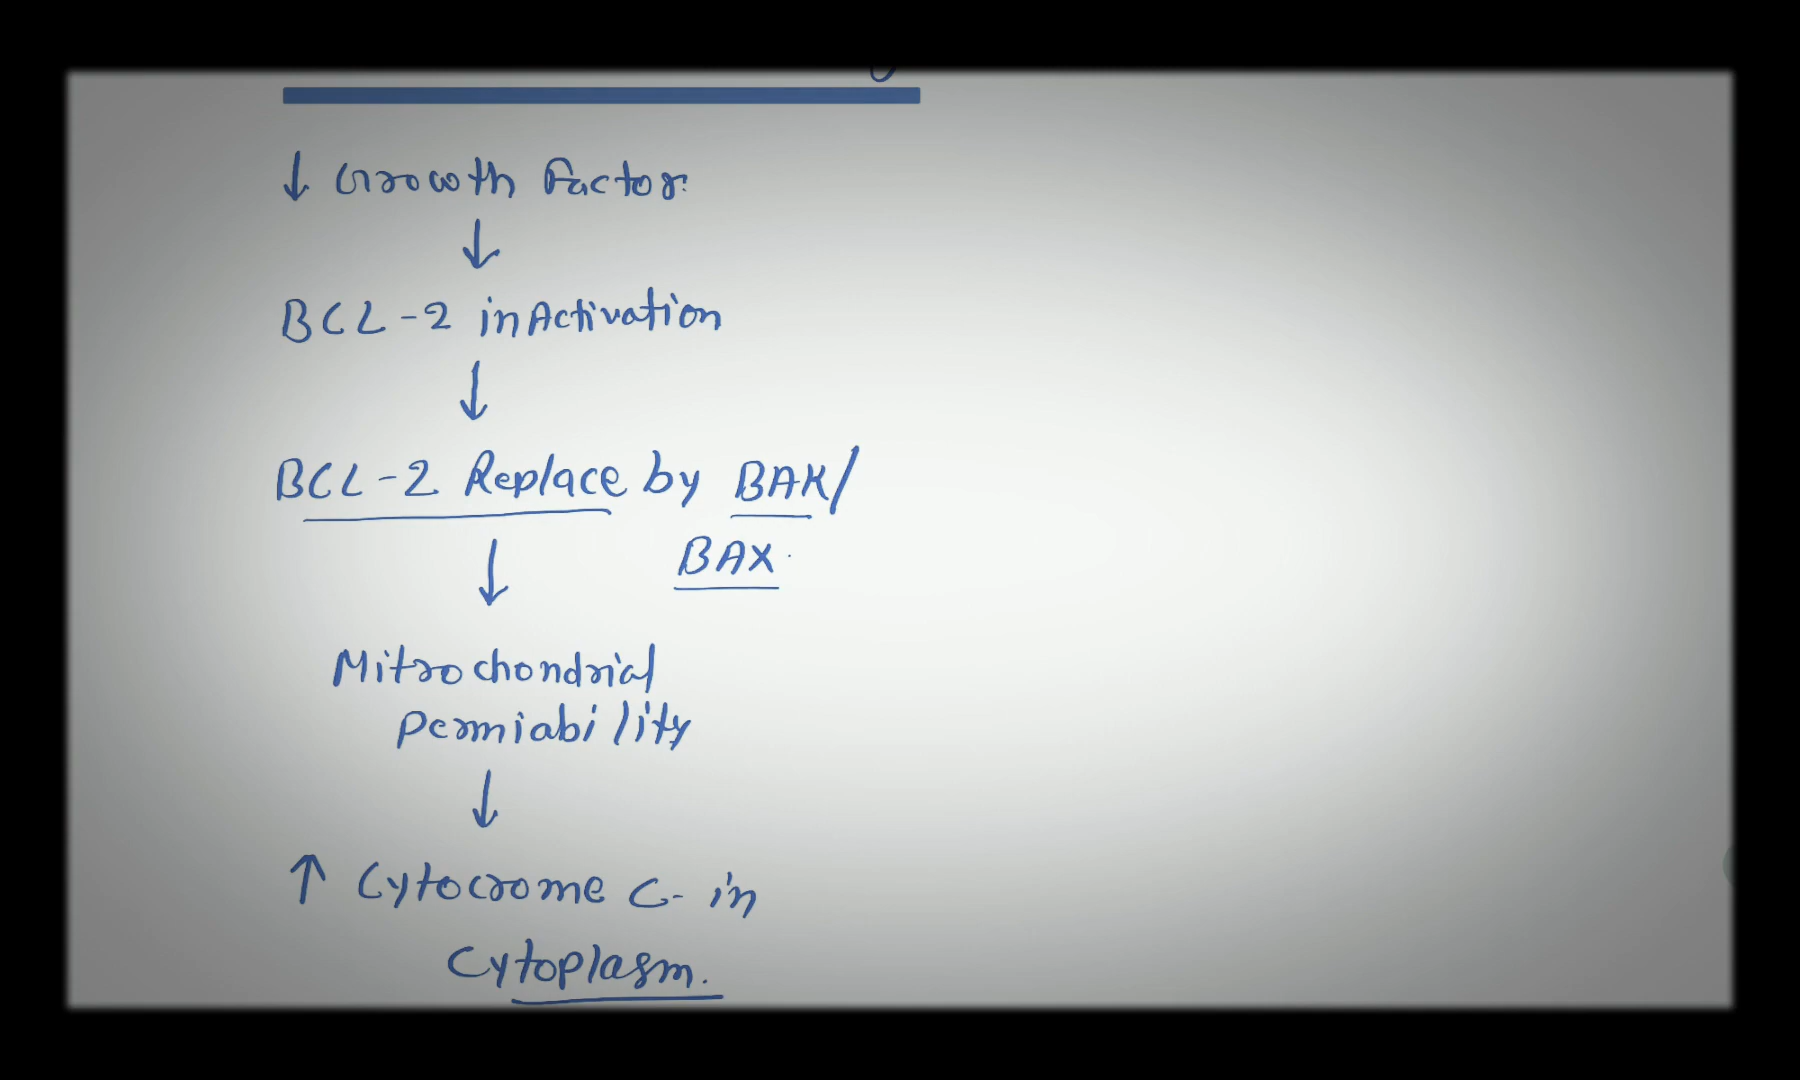 ↓ Growth Factor.
↓
BCL-2 inActivation
↓
BCL-2 Replace by BAK/
BAX
↓
Mitrochondrial
permiability
↓
↑ Cytocrome C- in
Cytoplasm.